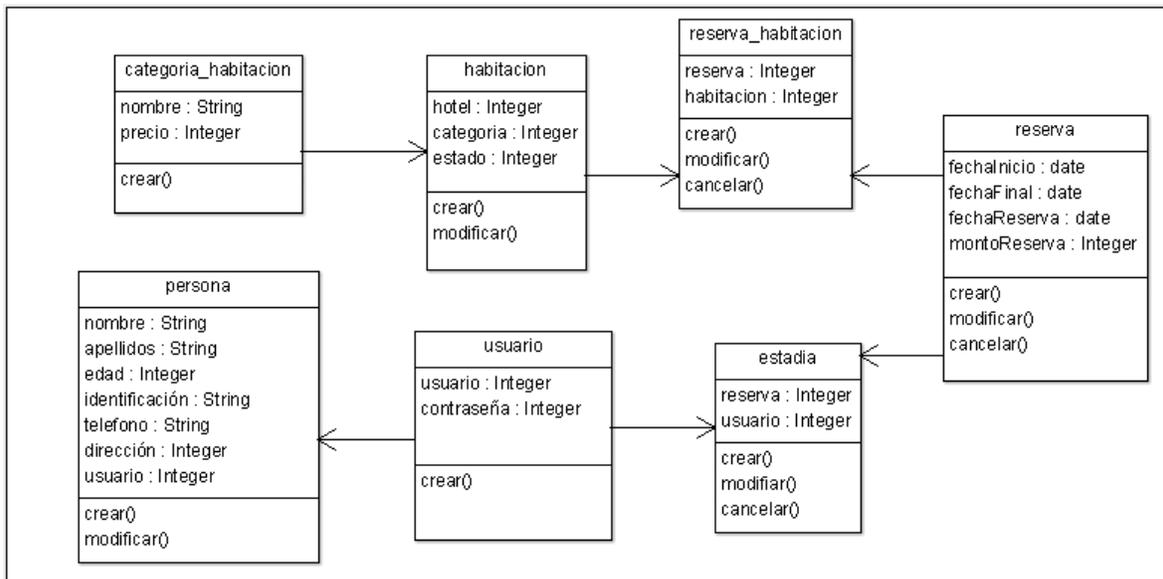 categoria_habitacion
nombre : String
precio : Integer
crear()
habitacion
hotel : Integer
categoria : Integer
estado : Integer
crear()
modificar()
reserva_habitacion
reserva : Integer
habitacion : Integer
crear()
modificar()
cancelar()
reserva
fechaInicio : date
fechaFinal : date
fechaReserva : date
montoReserva : Integer
crear()
modificar()
cancelar()
persona
nombre : String
apellidos : String
edad : Integer
identificación : String
telefono : String
dirección : Integer
usuario : Integer
crear()
modificar()
usuario
usuario : Integer
contraseña : Integer
crear()
estadia
reserva : Integer
usuario : Integer
crear()
modifiar()
cancelar()